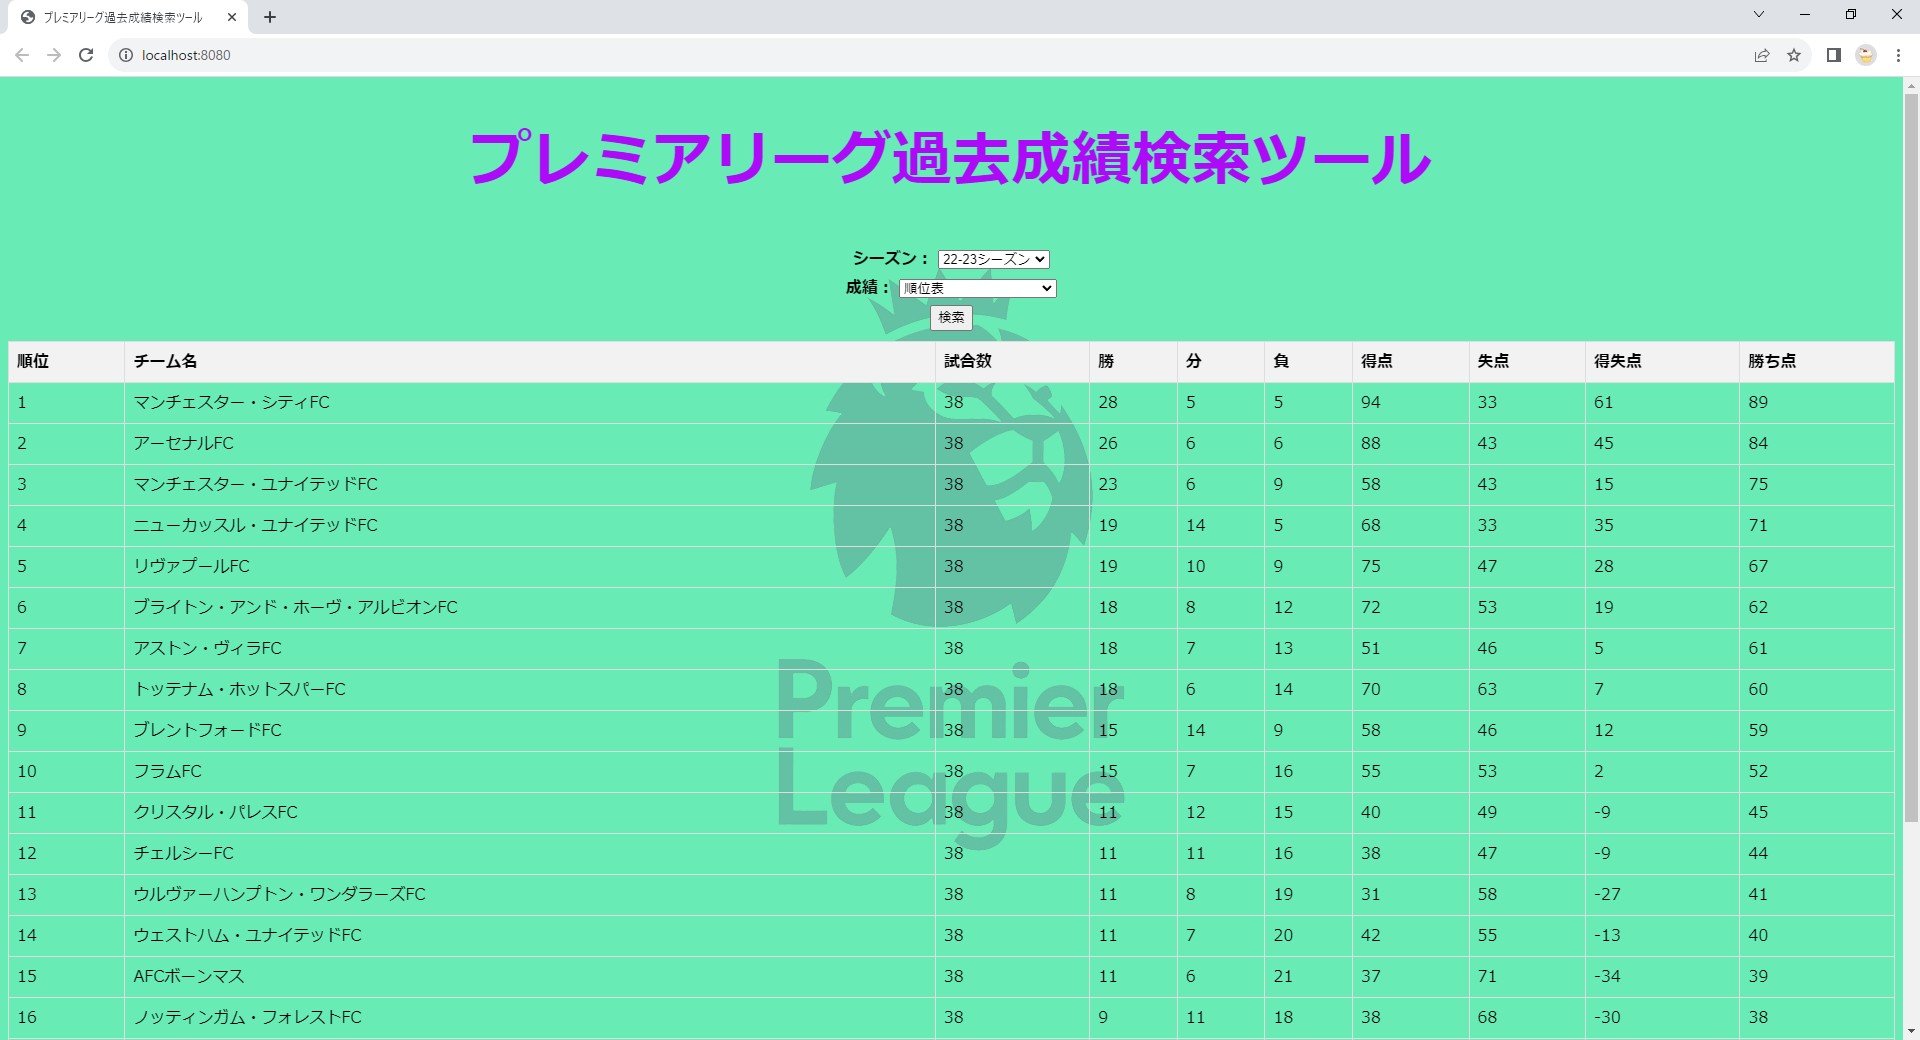 プレミアリーグ過去成績検索ツール
localhost:8080
プレミアリーグ過去成績検索ツール
シーズン： 22-23シーズン
成績： 順位表
検索
順位 チーム名 試合数 勝 分 負 得点 失点 得失点 勝ち点
1 マンチェスター・シティFC 38 28 5 5 94 33 61 89
2 アーセナルFC 38 26 6 6 88 43 45 84
3 マンチェスター・ユナイテッドFC 38 23 6 9 58 43 15 75
4 ニューカッスル・ユナイテッドFC 38 19 14 5 68 33 35 71
5 リヴァプールFC 38 19 10 9 75 47 28 67
6 ブライトン・アンド・ホーヴ・アルビオンFC 38 18 8 12 72 53 19 62
7 アストン・ヴィラFC 38 18 7 13 51 46 5 61
8 トッテナム・ホットスパーFC 38 18 6 14 70 63 7 60
9 ブレントフォードFC 38 15 14 9 58 46 12 59
10 フラムFC 38 15 7 16 55 53 2 52
11 クリスタル・パレスFC 38 11 12 15 40 49 -9 45
12 チェルシーFC 38 11 11 16 38 47 -9 44
13 ウルヴァーハンプトン・ワンダラーズFC 38 11 8 19 31 58 -27 41
14 ウェストハム・ユナイテッドFC 38 11 7 20 42 55 -13 40
15 AFCボーンマス 38 11 6 21 37 71 -34 39
16 ノッティンガム・フォレストFC 38 9 11 18 38 68 -30 38
Premier
League